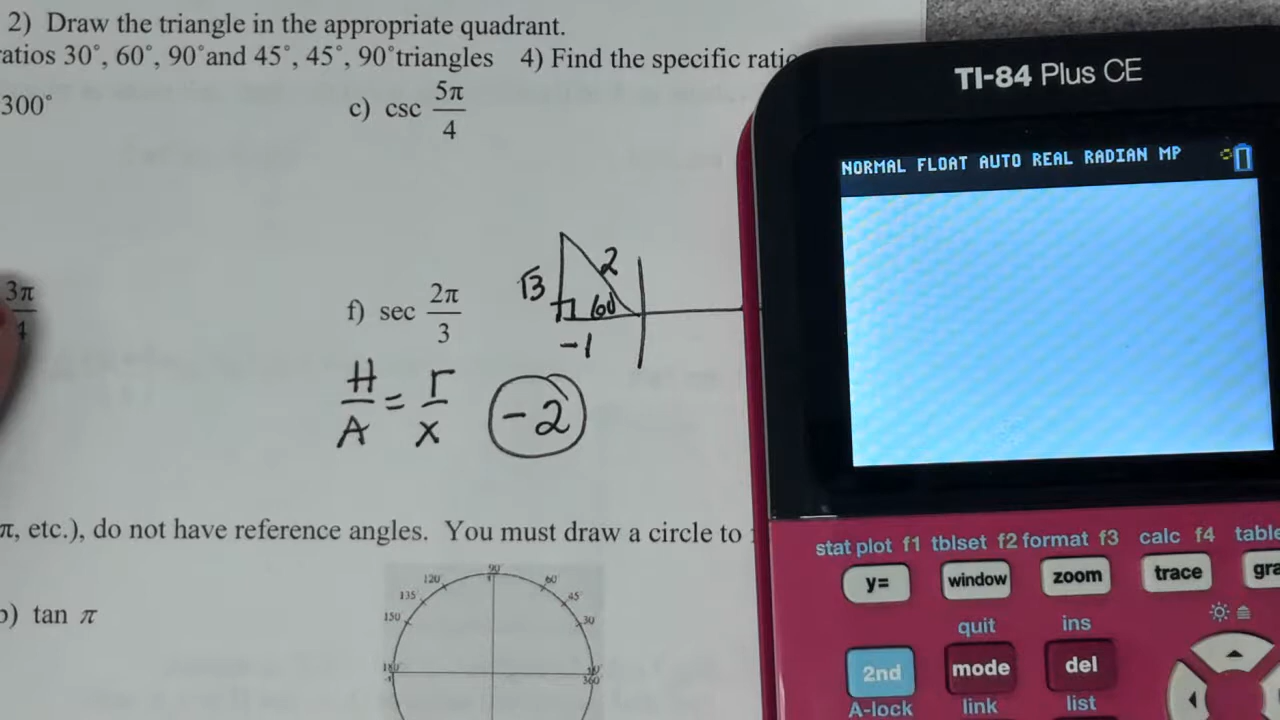 2) Draw the triangle in the appropriate quadrant.
atios 30˚, 60˚, 90˚and 45˚, 45˚, 90˚triangles 4) Find the specific ratio
300˚
c) csc 5π/4
3π/4
f) sec 2π/3
√3
2
60
-1
H/A = r/x
-2
π, etc.), do not have reference angles. You must draw a circle to
b) tan π
90
120
60
135
45
150
30
180
0
360
TI-84 Plus CE
NORMAL FLOAT AUTO REAL RADIAN MP
stat plot f1 tblset f2 format f3 calc f4 table
y= window zoom trace gra
quit ins
2nd mode del
A-lock link list